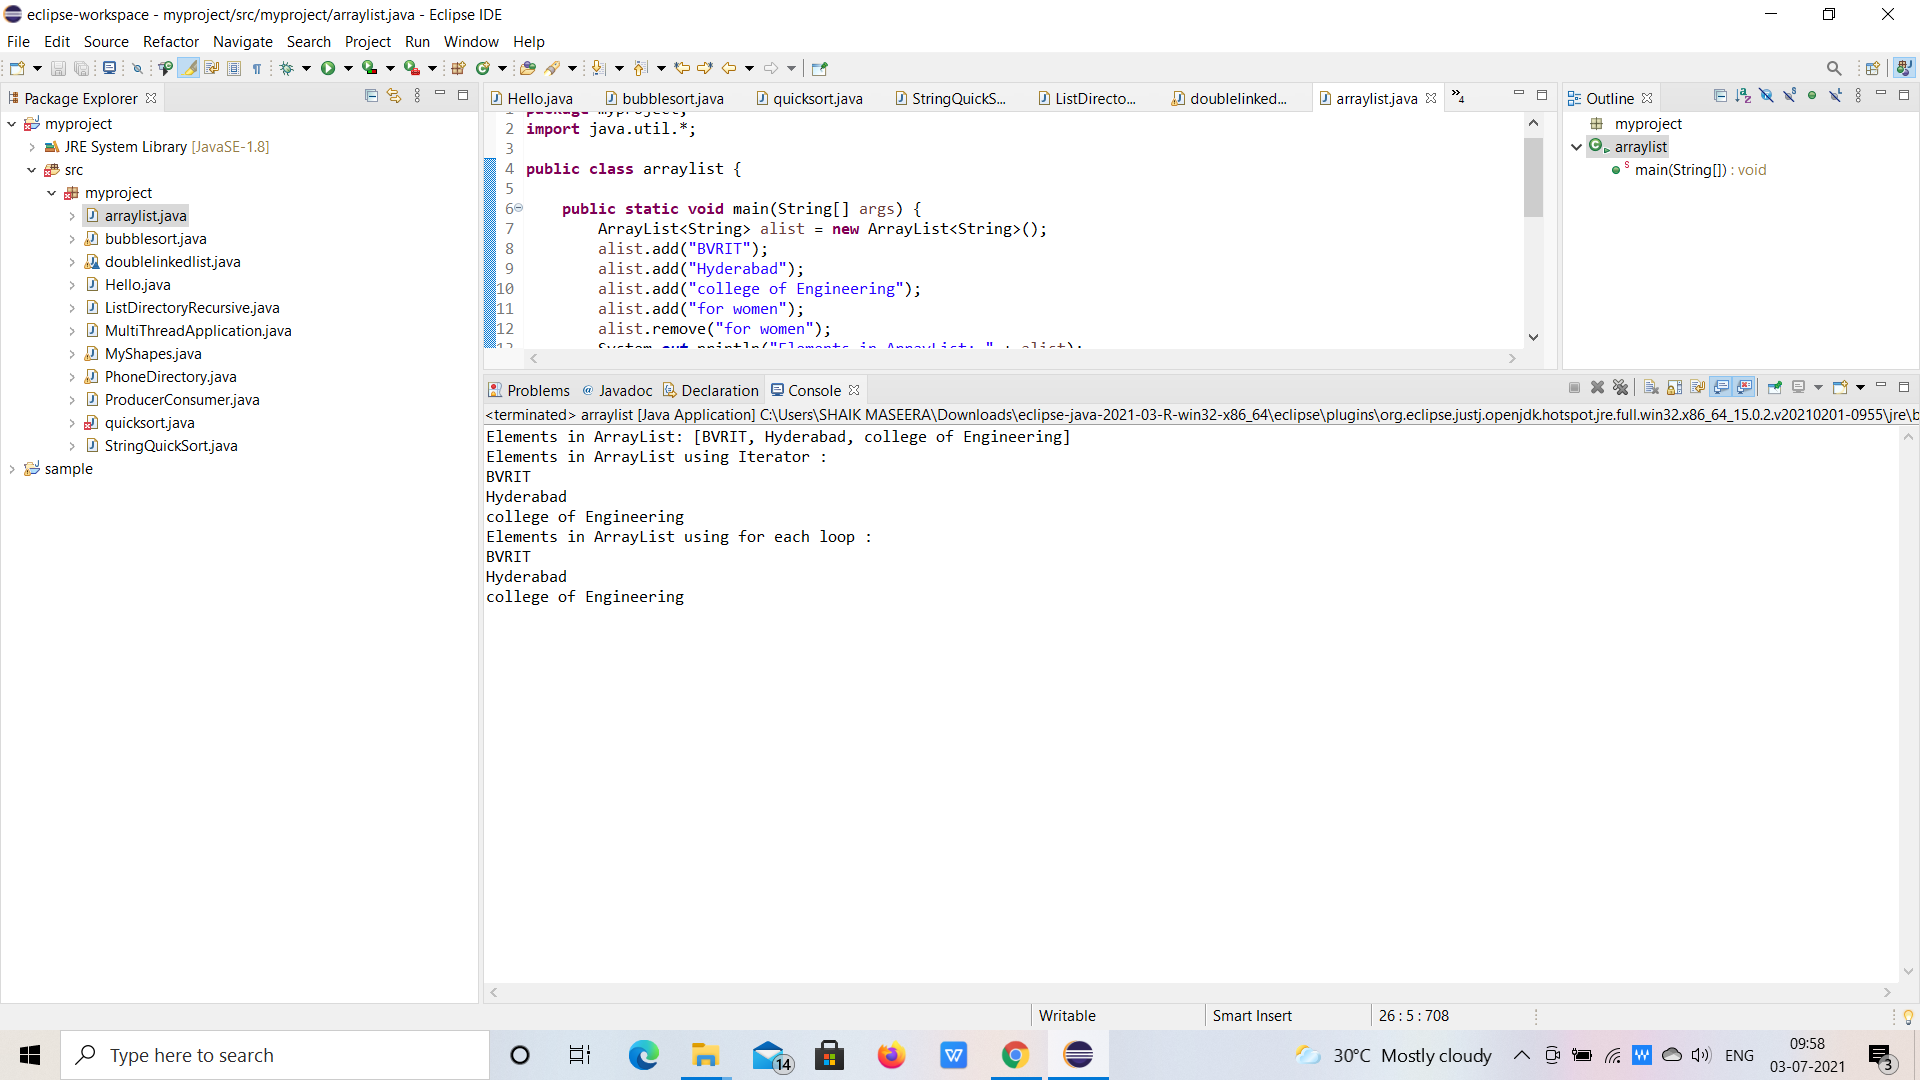 eclipse-workspace - myproject/src/myproject/arraylist.java - Eclipse IDE
File Edit Source Refactor Navigate Search Project Run Window Help
Package Explorer
myproject
JRE System Library [JavaSE-1.8]
src
myproject
arraylist.java
bubblesort.java
doublelinkedlist.java
Hello.java
ListDirectoryRecursive.java
MultiThreadApplication.java
MyShapes.java
PhoneDirectory.java
ProducerConsumer.java
quicksort.java
StringQuickSort.java
sample
Hello.java bubblesort.java quicksort.java StringQuickS... ListDirecto... doublelinked... arraylist.java »4
package myproject;
2 import java.util.*;
3
4 public class arraylist {
5
6 public static void main(String[] args) {
7 ArrayList<String> alist = new ArrayList<String>();
8 alist.add("BVRIT");
9 alist.add("Hyderabad");
10 alist.add("college of Engineering");
11 alist.add("for women");
12 alist.remove("for women");
13 System.out.println("Elements in ArrayList: " + alist);
Outline
myproject
arraylist
main(String[]) : void
Problems @ Javadoc Declaration Console
<terminated> arraylist [Java Application] C:\Users\SHAIK MASEERA\Downloads\eclipse-java-2021-03-R-win32-x86_64\eclipse\plugins\org.eclipse.justj.openjdk.hotspot.jre.full.win32.x86_64_15.0.2.v20210201-0955\jre\b
Elements in ArrayList: [BVRIT, Hyderabad, college of Engineering]
Elements in ArrayList using Iterator :
BVRIT
Hyderabad
college of Engineering
Elements in ArrayList using for each loop :
BVRIT
Hyderabad
college of Engineering
Writable Smart Insert 26 : 5 : 708
Type here to search
14
30°C Mostly cloudy
ENG
09:58
03-07-2021
3